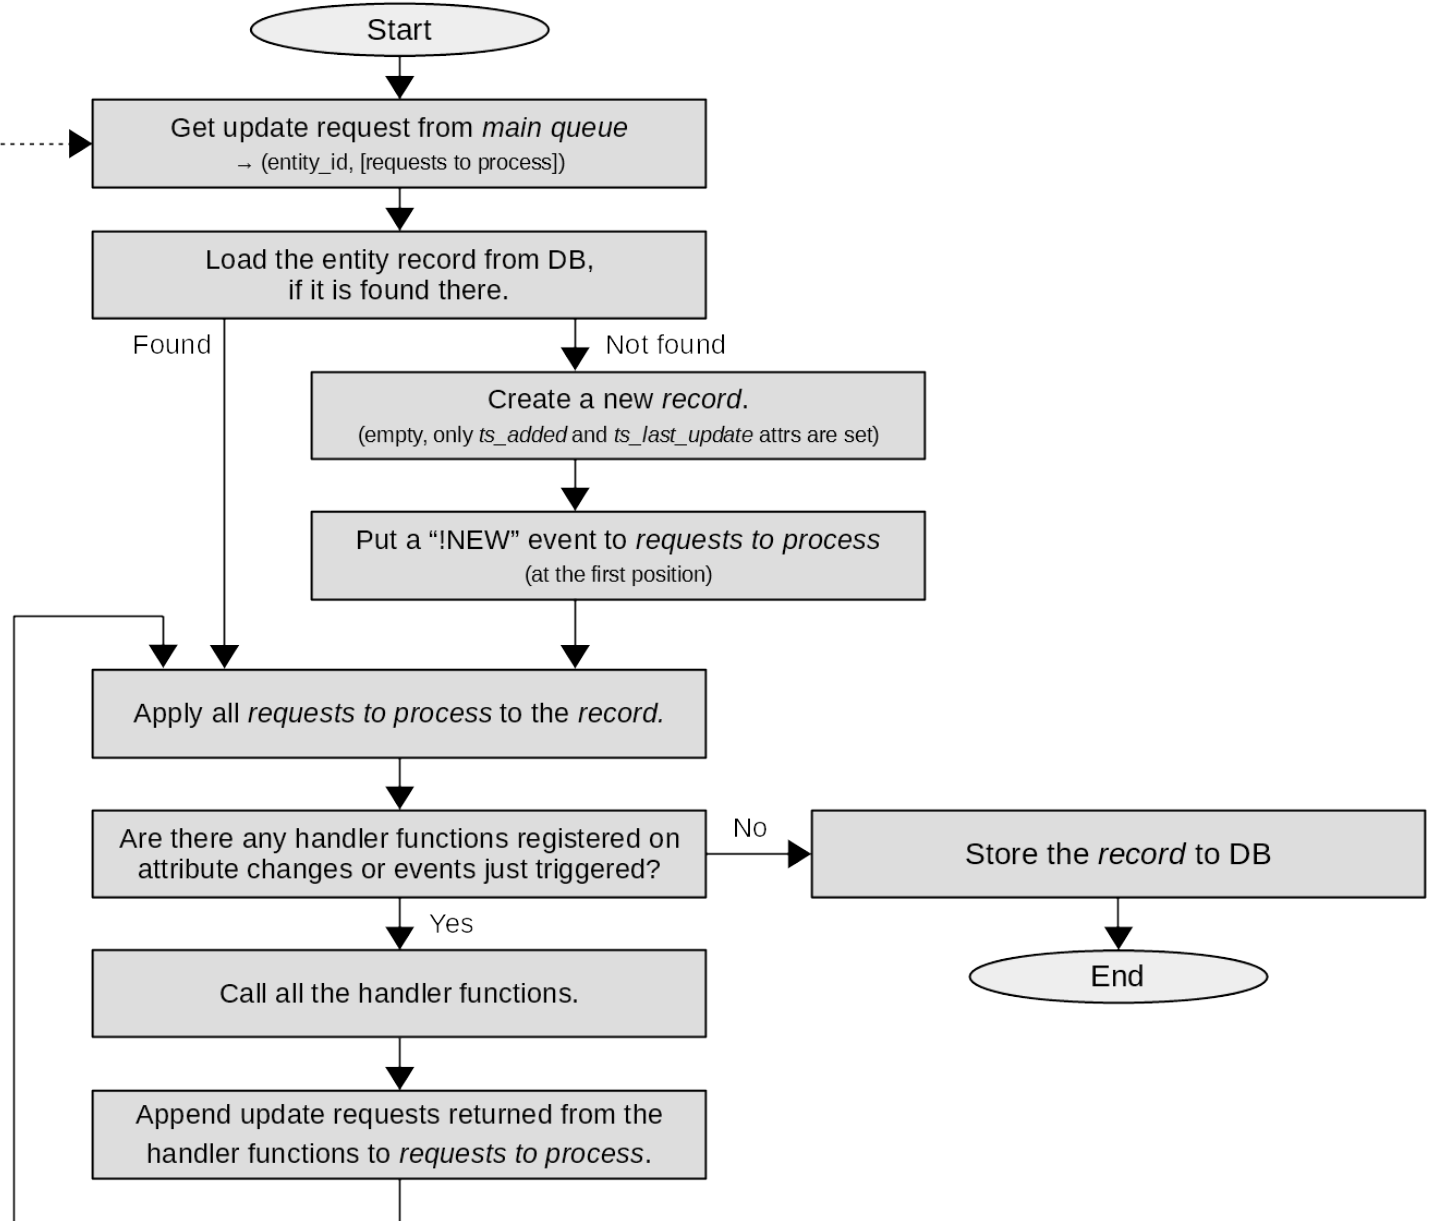 Start
Get update request from main queue
→ (entity_id, [requests to process])
Load the entity record from DB,
if it is found there.
Found
Not found
Create a new record.
(empty, only ts_added and ts_last_update attrs are set)
Put a “!NEW” event to requests to process
(at the first position)
Apply all requests to process to the record.
Are there any handler functions registered on
attribute changes or events just triggered?
No
Store the record to DB
Yes
End
Call all the handler functions.
Append update requests returned from the
handler functions to requests to process.